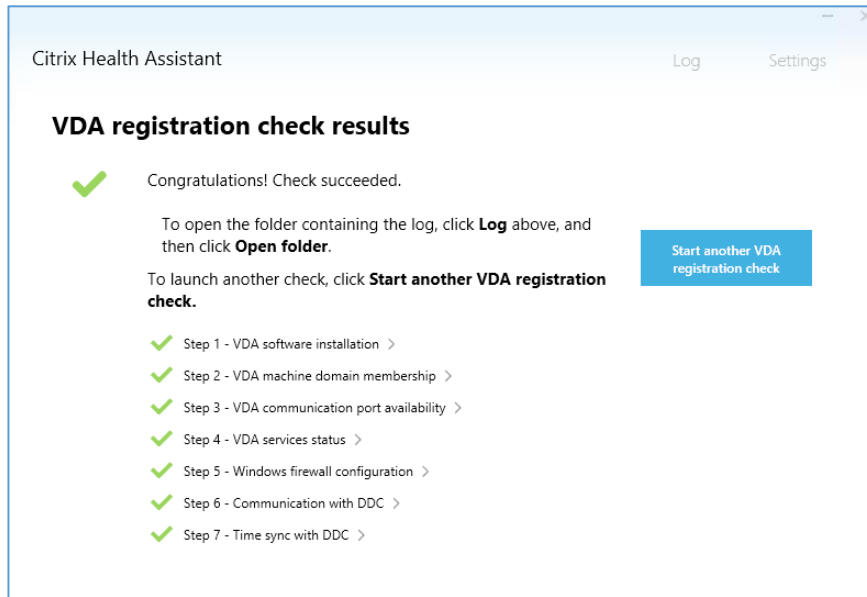 Citrix Health Assistant
Log
Settings
VDA registration check results
Congratulations! Check succeeded.
To open the folder containing the log, click Log above, and
then click Open folder.
Start another VDA
registration check
To launch another check, click Start another VDA registration
check.
Step 1 - VDA software installation
Step 2 - VDA machine domain membership
Step 3 - VDA communication port availability
Step 4 - VDA services status
Step 5 - Windows firewall configuration
Step 6 - Communication with DDC
Step 7 - Time sync with DDC